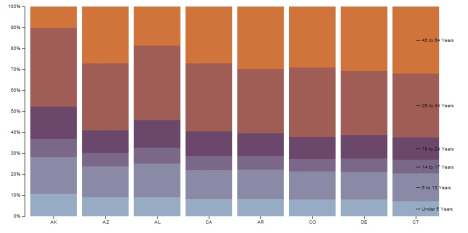 100%
90%
80%
70%
60%
50%
40%
30%
20%
10%
0%
45 to 64 Years
25 to 44 Years
18 to 24 Years
14 to 17 Years
5 to 13 Years
Under 5 Years
AK AZ AL CA AR CO DE CT